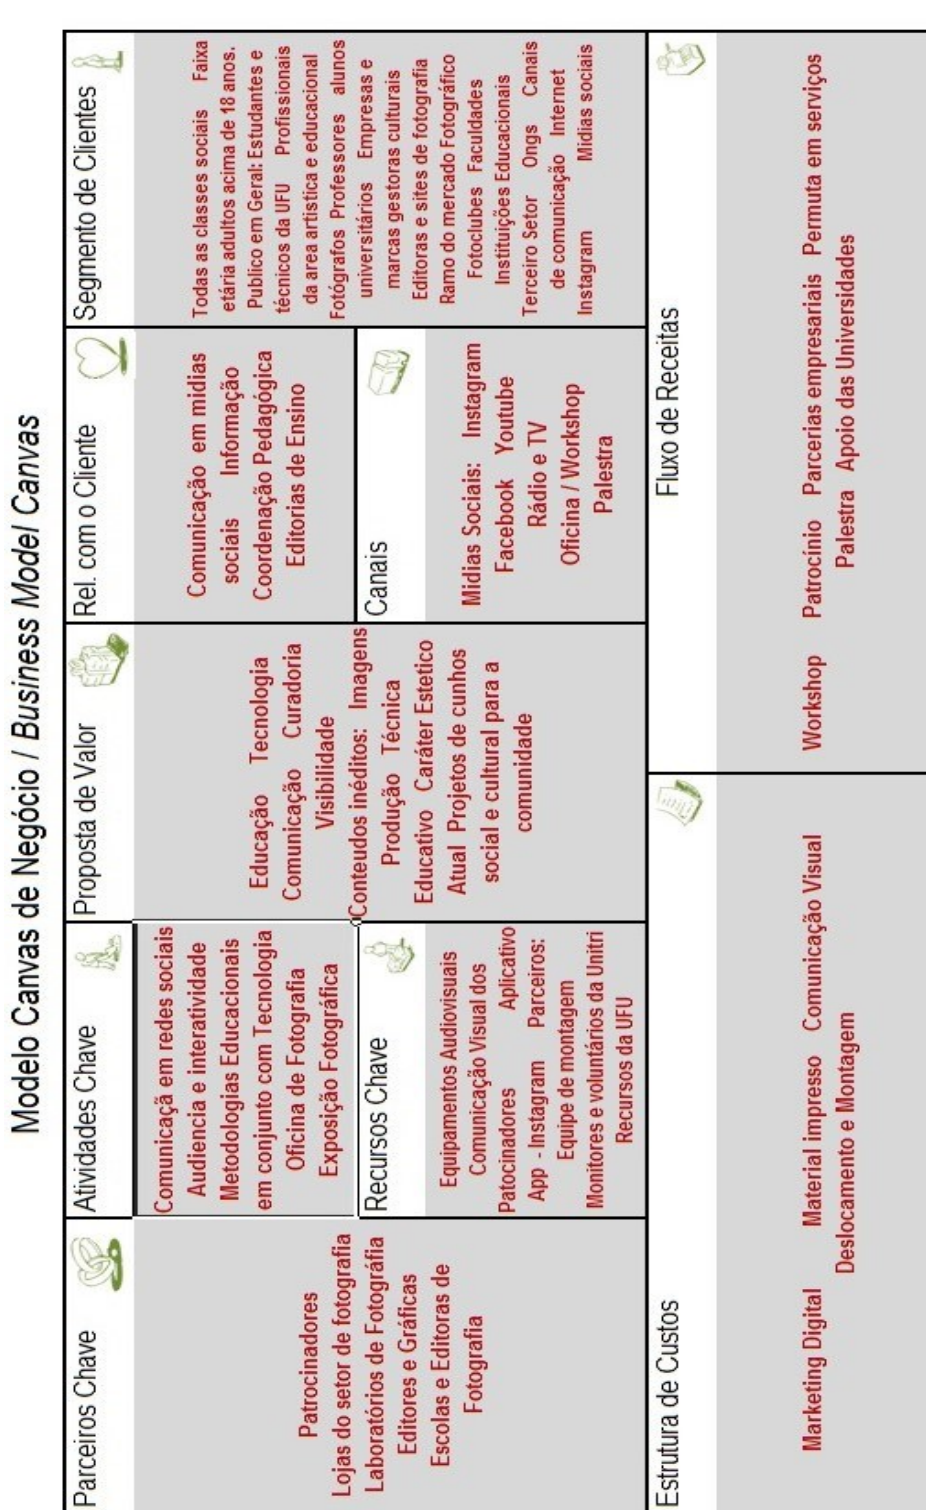 Modelo Canvas de Negócio / Business Model Canvas
Parceiros Chave
Patrocinadores
Lojas do setor de fotografia
Laboratórios de Fotográfia
Editores e Gráficas
Escolas e Editoras de
Fotografia
Atividades Chave
Comunicaçã em redes sociais
Audiencia e interatividade
Metodologias Educacionais
em conjunto com Tecnologia
Oficina de Fotografia
Exposição Fotográfica
Recursos Chave
Equipamentos Audiovisuais
Comunicação Visual dos
Patocinadores Aplicativo
App - Instagram Parceiros:
Equipe de montagem
Monitores e voluntários da Unitri
Recursos da UFU
Proposta de Valor
Educação Tecnologia
Comunicação Curadoria
Visibilidade
Conteudos inéditos: Imagens
Produção Técnica
Educativo Caráter Estetico
Atual Projetos de cunhos
social e cultural para a
comunidade
Rel. com o Cliente
Comunicação em midias
sociais Informação
Coordenação Pedagógica
Editorias de Ensino
Canais
Midias Sociais: Instagram
Facebook Youtube
Rádio e TV
Oficina / Workshop
Palestra
Segmento de Clientes
Todas as classes sociais Faixa
etária adultos acima de 18 anos.
Publico em Geral: Estudantes e
técnicos da UFU Profissionais
da area artistica e educacional
Fotógrafos Professores alunos
universitários Empresas e
marcas gestoras culturais
Editoras e sites de fotografia
Ramo do mercado Fotográfico
Fotoclubes Faculdades
Instituições Educacionais
Terceiro Setor Ongs Canais
de comunicação Internet
Instagram Midias sociais
Estrutura de Custos
Marketing Digital Material impresso Comunicação Visual
Deslocamento e Montagem
Fluxo de Receitas
Workshop Patrocínio Parcerias empresariais Permuta em serviços
Palestra Apoio das Universidades